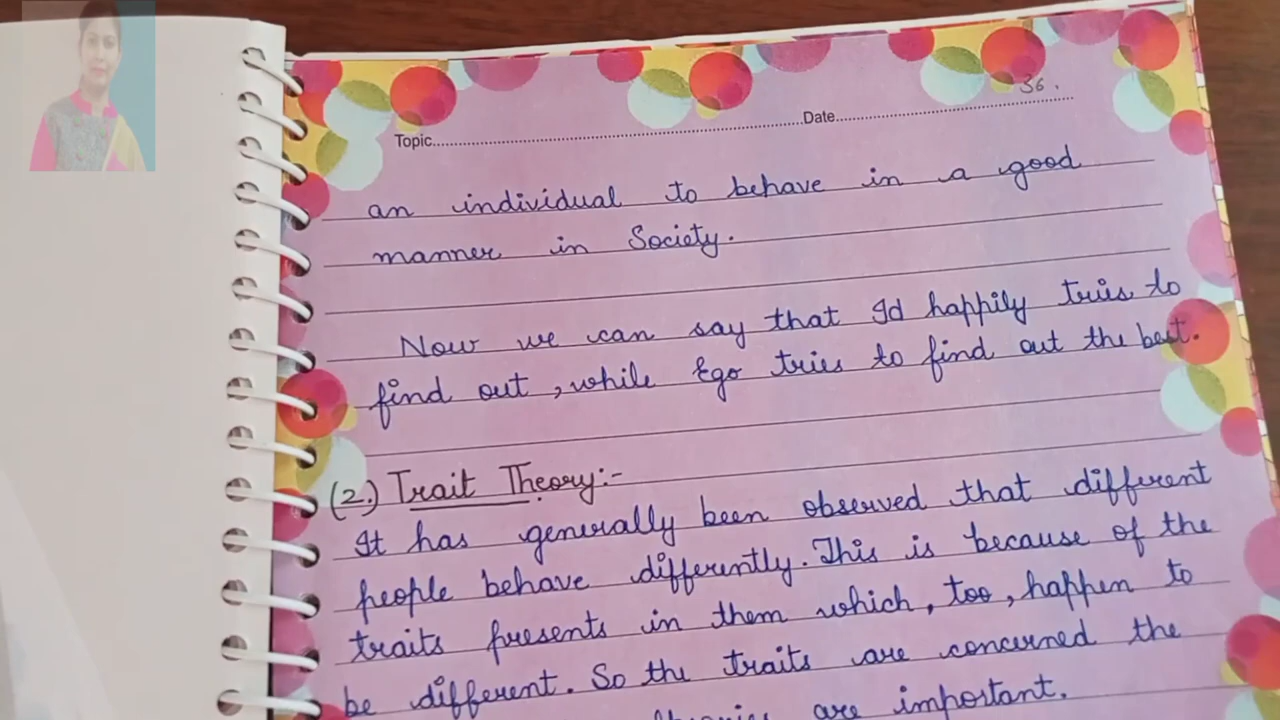 36.
Topic Date
an individual to behave in a good
manner in Society.
Now we can say that Id happily tries to
find out, while Ego tries to find out the best.
(2.) Trait Theory:-
It has generally been observed that different
people behave differently. This is because of the
traits presents in them which, too, happen to
be different. So the traits are concerned the
are important.